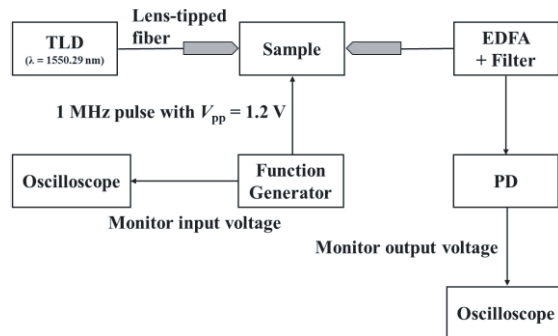 Lens-tipped
fiber
TLD
(λ = 1550.29 nm)
Sample
EDFA
+ Filter
1 MHz pulse with Vpp = 1.2 V
Oscilloscope
Function
Generator
PD
Monitor input voltage
Monitor output voltage
Oscilloscope